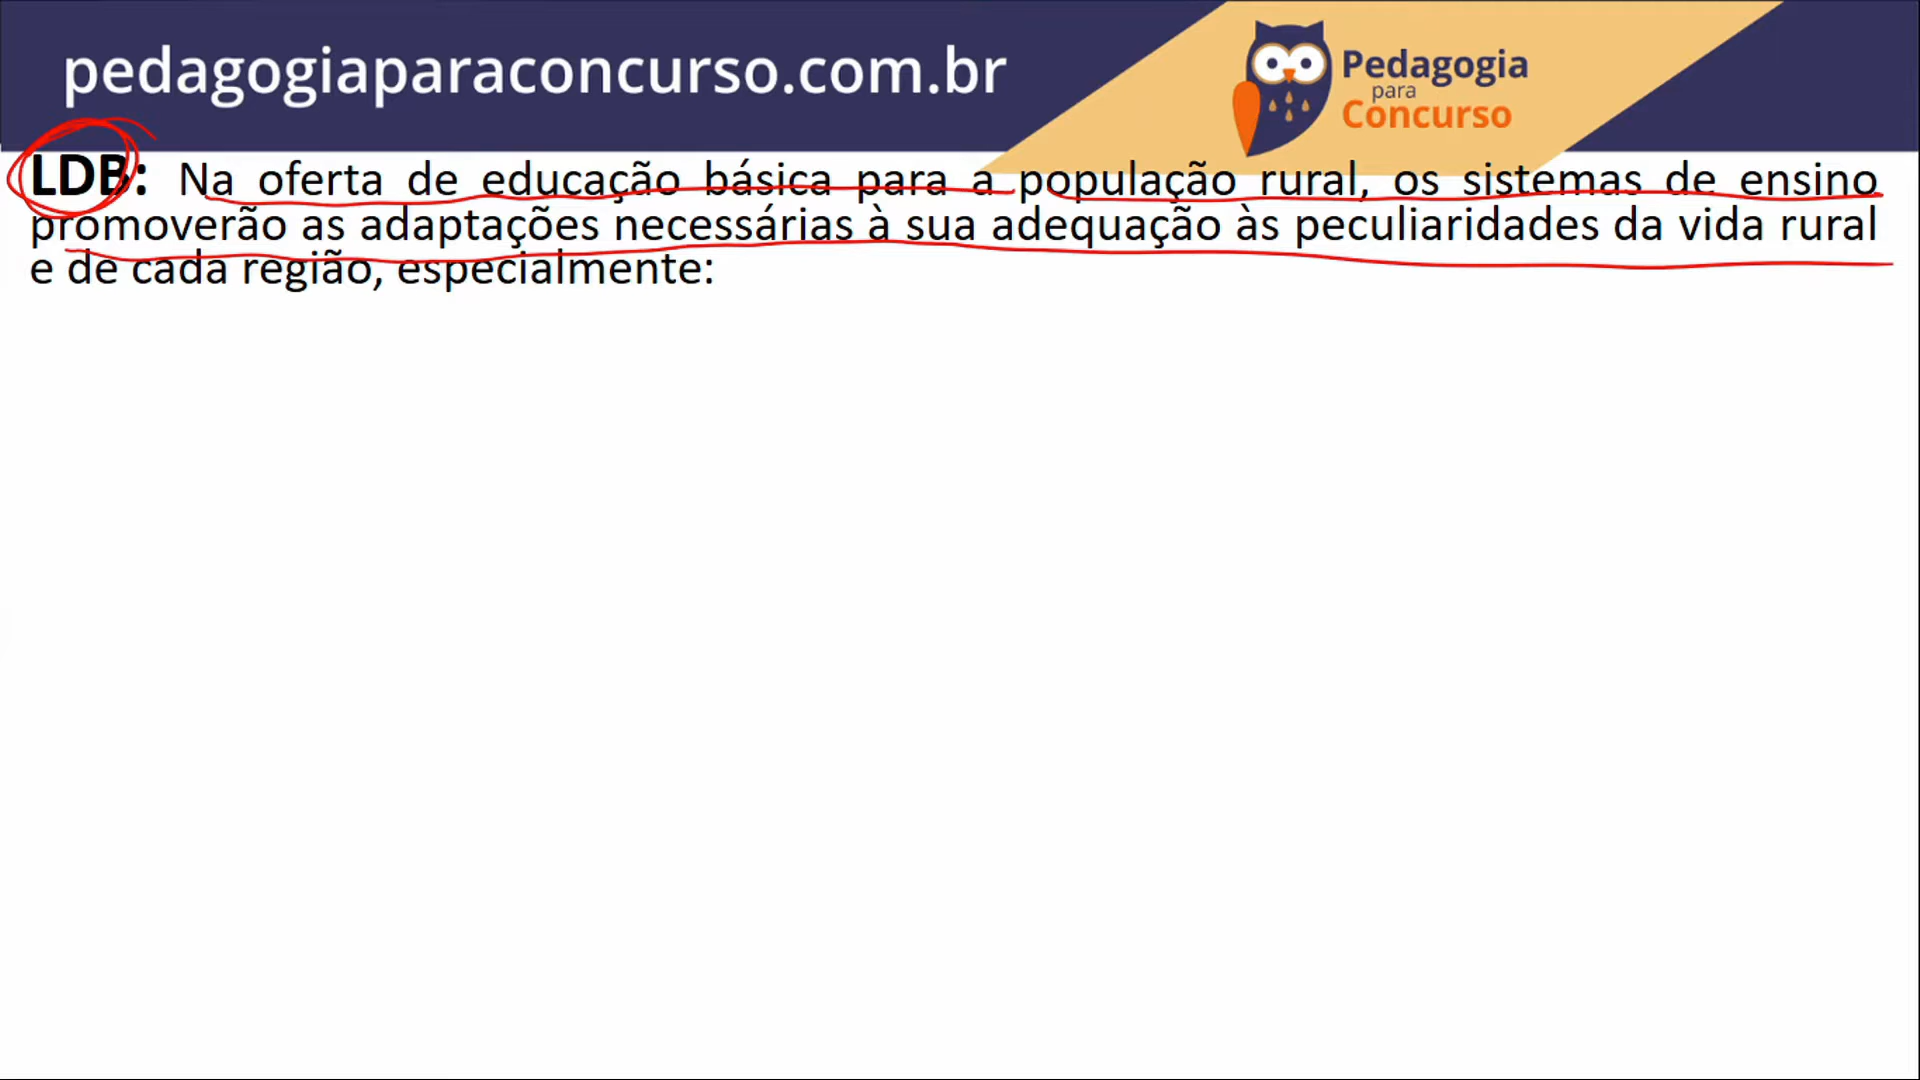 pedagogiaparaconcurso.com.br
Pedagogia
para
Concurso
LDB: Na oferta de educação básica para a população rural, os sistemas de ensino
promoverão as adaptações necessárias à sua adequação às peculiaridades da vida rural
e de cada região, especialmente: